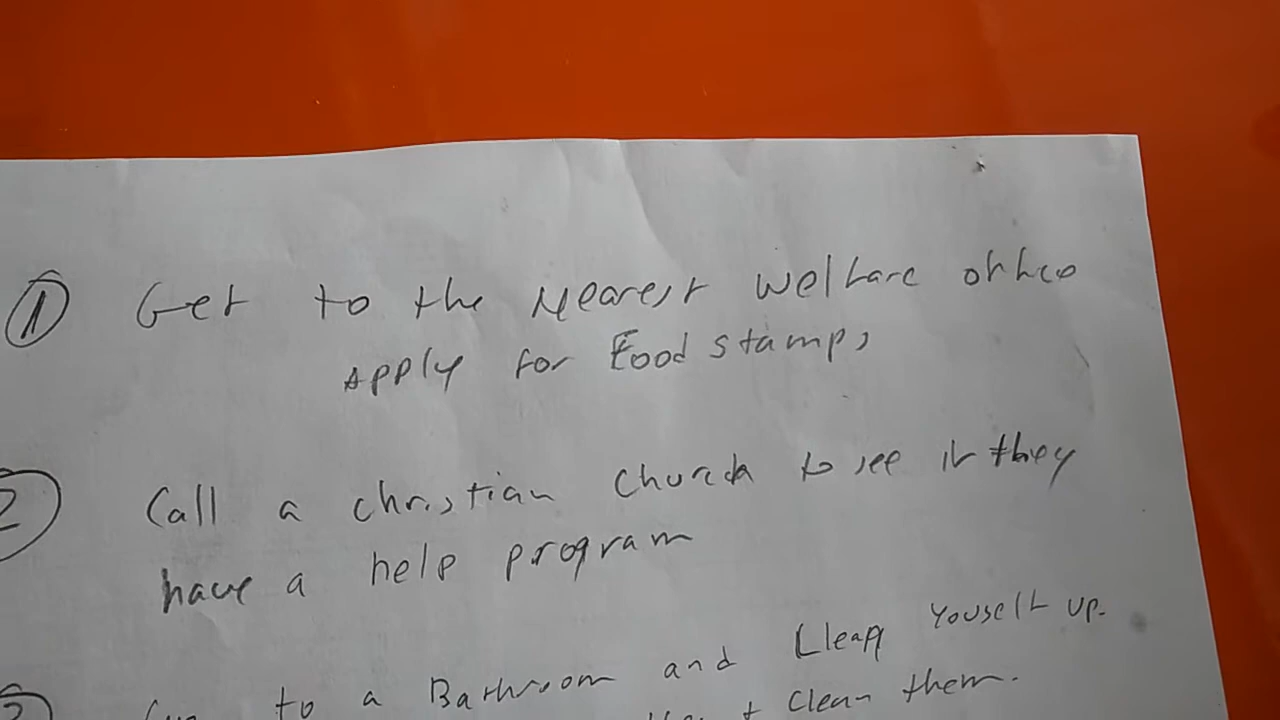 1 Get to the Nearest Welfare office
Apply for Food stamps
2 Call a christian church to see if they
have a help program
to a Bathroom and Clean Youself up.
clean them.